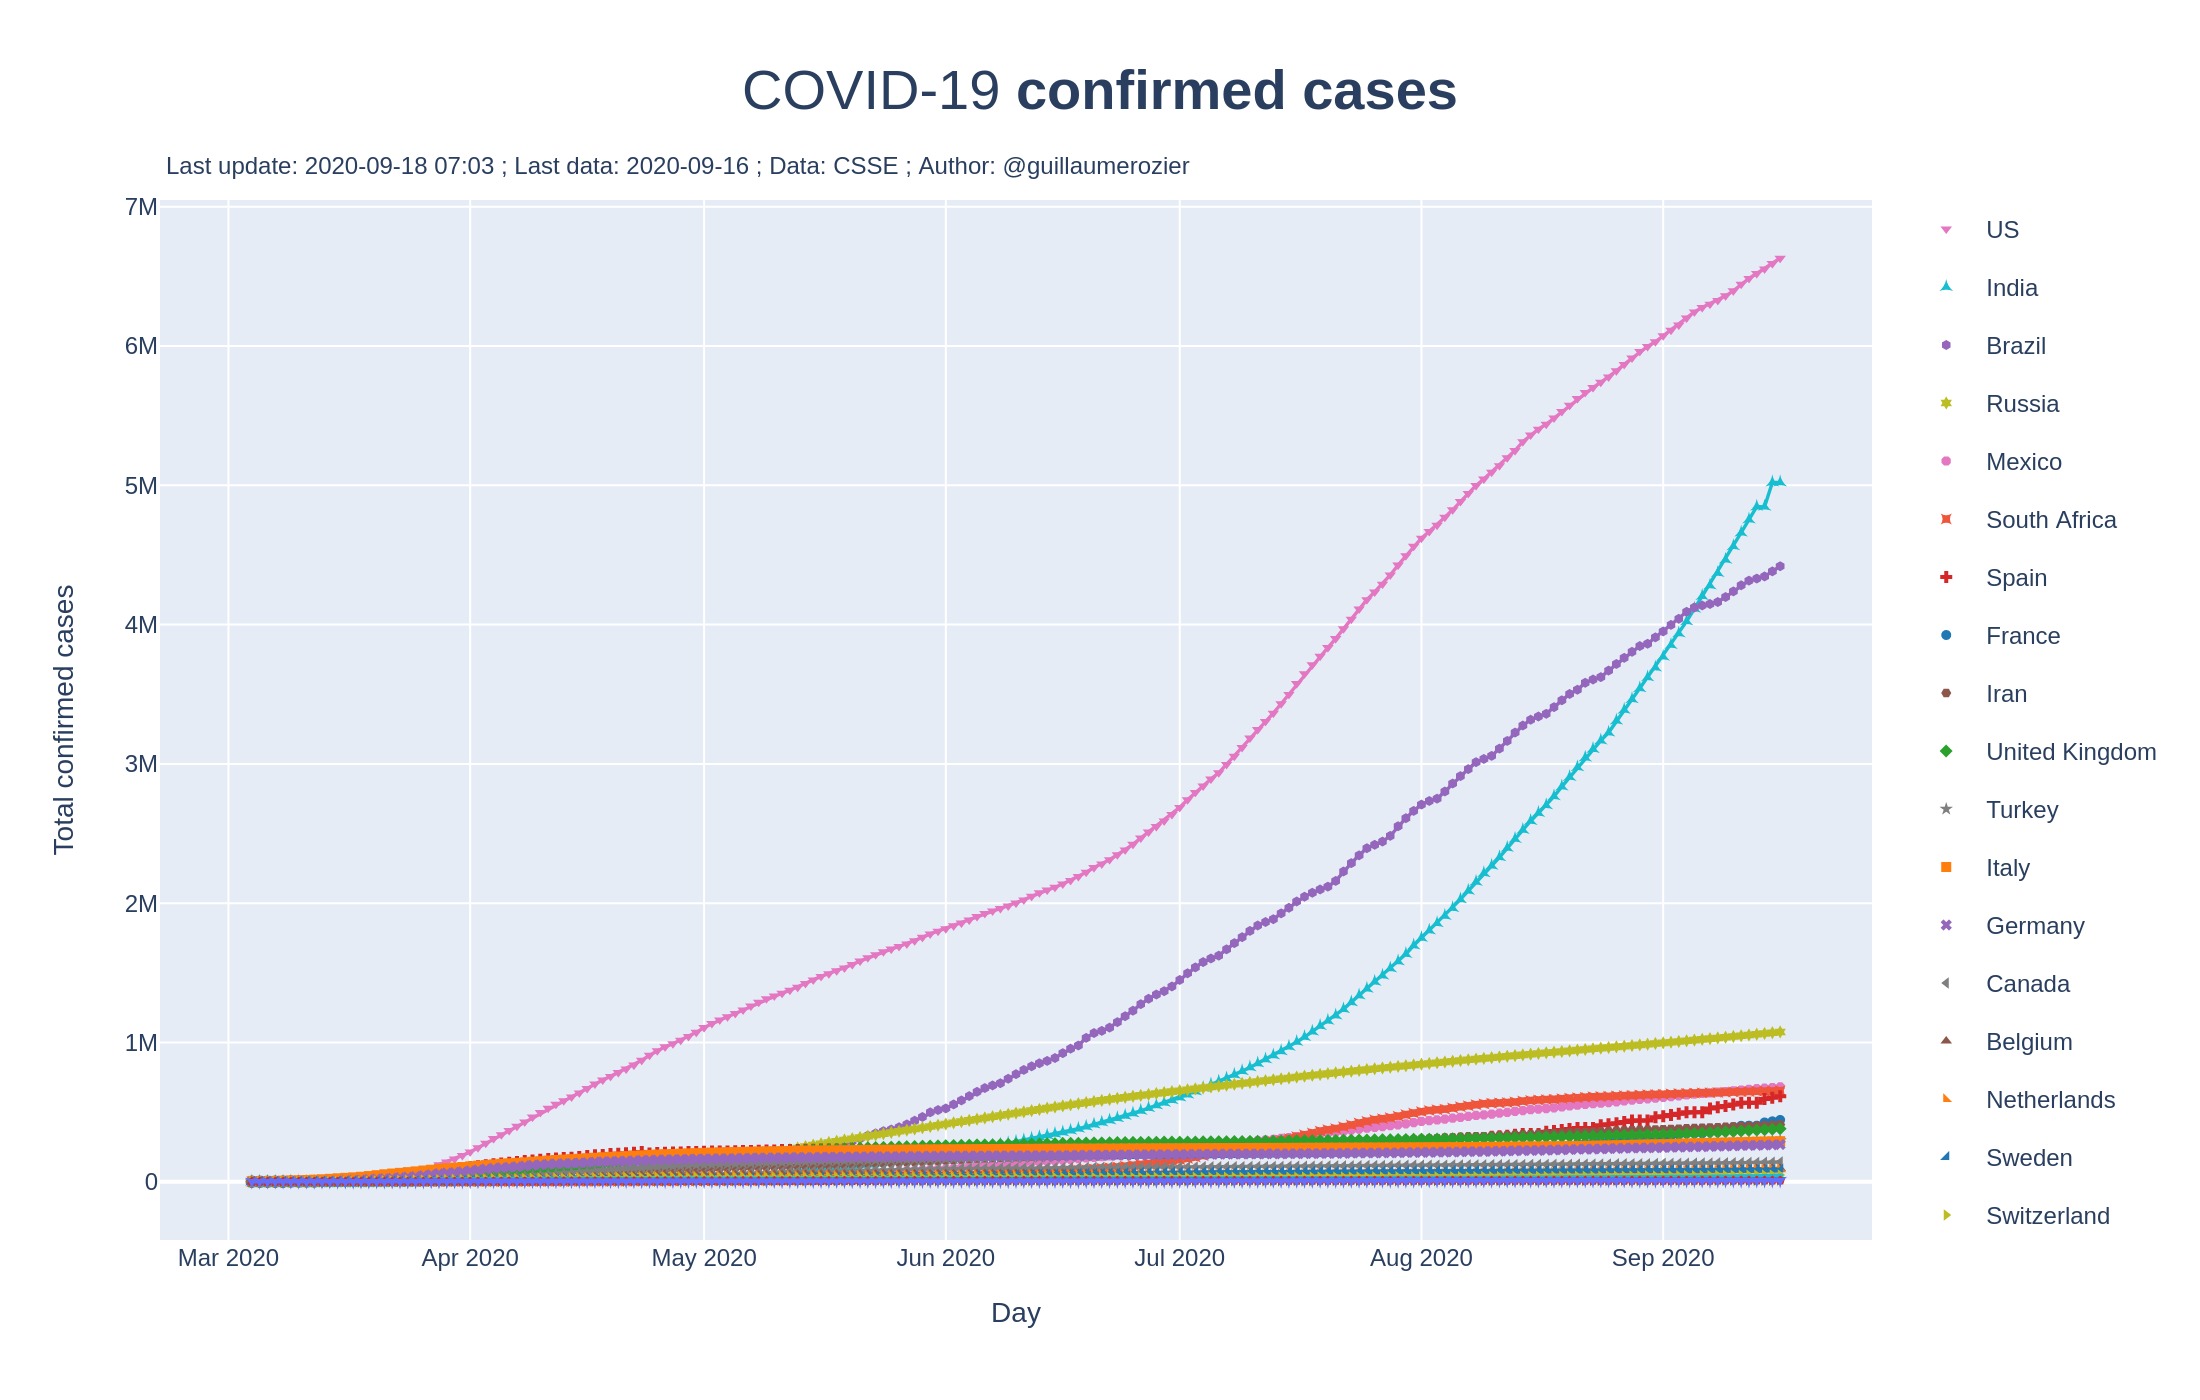 COVID-19 confirmed cases
Last update: 2020-09-18 07:03 ; Last data: 2020-09-16 ; Data: CSSE ; Author: @guillaumerozier
Total confirmed cases
7M
6M
5M
4M
3M
2M
1M
0
Mar 2020
Apr 2020
May 2020
Jun 2020
Jul 2020
Aug 2020
Sep 2020
Day
US
India
Brazil
Russia
Mexico
South Africa
Spain
France
Iran
United Kingdom
Turkey
Italy
Germany
Canada
Belgium
Netherlands
Sweden
Switzerland